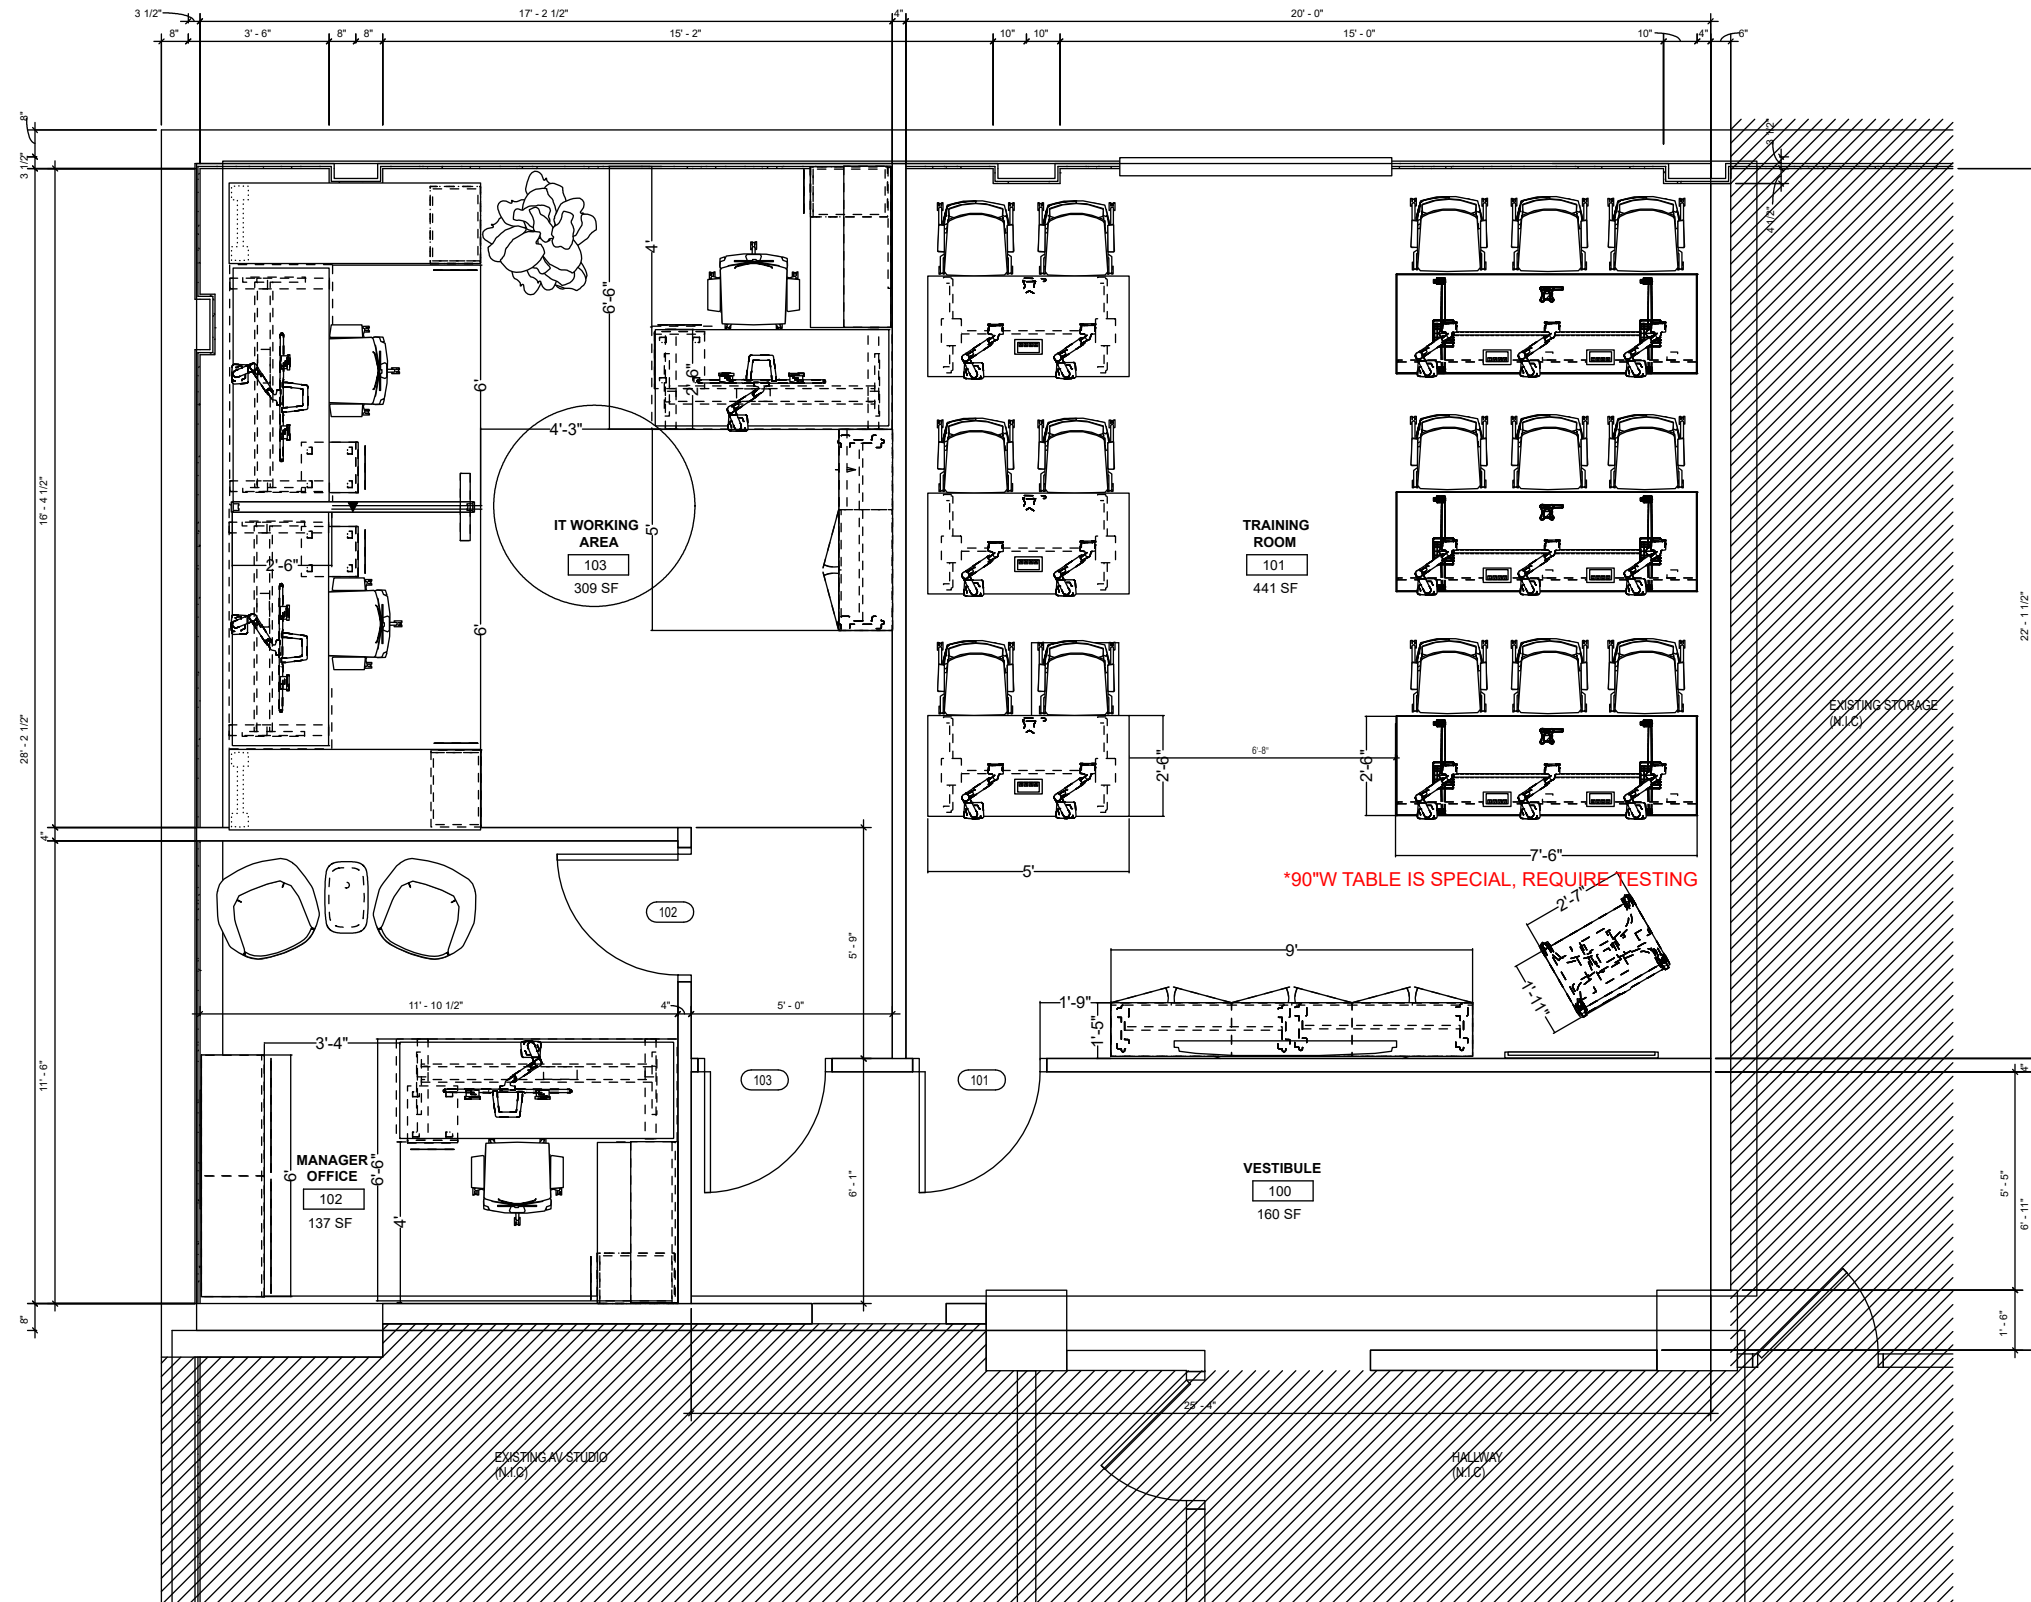 3 1/2"
17' - 2 1/2"
4"
20' - 0"
8"
3' - 6"
8"
8"
15' - 2"
10"
10"
15' - 0"
10"
4"
6"
8"
3 1/2"
3 1/2"
4 1/2"
4'
6'-6"
6'
2'-6"
4'-3"
16' - 4 1/2"
IT WORKING
AREA
103
309 SF
5'
TRAINING
ROOM
101
441 SF
2'-6"
6'
22' - 1 1/2"
28' - 2 1/2"
EXISTING STORAGE
(N.I.C)
6'-8"
2'-6"
2'-6"
4"
5'
7'-6"
*90"W TABLE IS SPECIAL, REQUIRE TESTING
2'-7"
102
5' - 9"
9'
1'-11"
11' - 10 1/2"
4"
5' - 0"
1'-9"
1'-5"
3'-4"
11' - 6"
103
101
4"
MANAGER
OFFICE
102
137 SF
6'
6'-6"
4'
6' - 1"
VESTIBULE
100
160 SF
5' - 5"
6' - 11"
8"
1' - 6"
25' - 4"
EXISTING AV STUDIO
(N.I.C)
HALLWAY
(N.I.C)